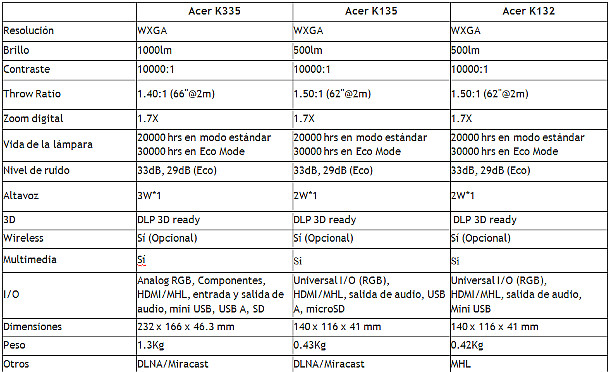 Acer K335 Acer K135 Acer K132
Resolución WXGA WXGA WXGA
Brillo 1000lm 500lm 500lm
Contraste 10000:1 10000:1 10000:1
Throw Ratio 1.40:1 (66"@2m) 1.50:1 (62"@2m) 1.50:1 (62"@2m)
Zoom digital 1.7X 1.7X 1.7X
Vida de la lámpara
20000 hrs en modo estándar 20000 hrs en modo estándar 20000 hrs en modo estándar
30000 hrs en Eco Mode 30000 hrs en Eco Mode 30000 hrs en Eco Mode
Nivel de ruido 33dB, 29dB (Eco) 33dB, 29dB (Eco) 33dB, 29dB (Eco)
Altavoz 3W*1 2W*1 2W*1
3D DLP 3D ready DLP 3D ready DLP 3D ready
Wireless Sí (Opcional) Sí (Opcional) Sí (Opcional)
Multimedia Sí Sí Sí
I/O
Analog RGB, Componentes, Universal I/O (RGB), Universal I/O (RGB),
HDMI/MHL, entrada y salida de HDMI/MHL, salida de audio, USB HDMI/MHL, salida de audio,
audio, mini USB, USB A, SD A, microSD Mini USB
Dimensiones 232 x 166 x 46.3 mm 140 x 116 x 41 mm 140 x 116 x 41 mm
Peso 1.3Kg 0.43Kg 0.42Kg
Otros DLNA/Miracast DLNA/Miracast MHL